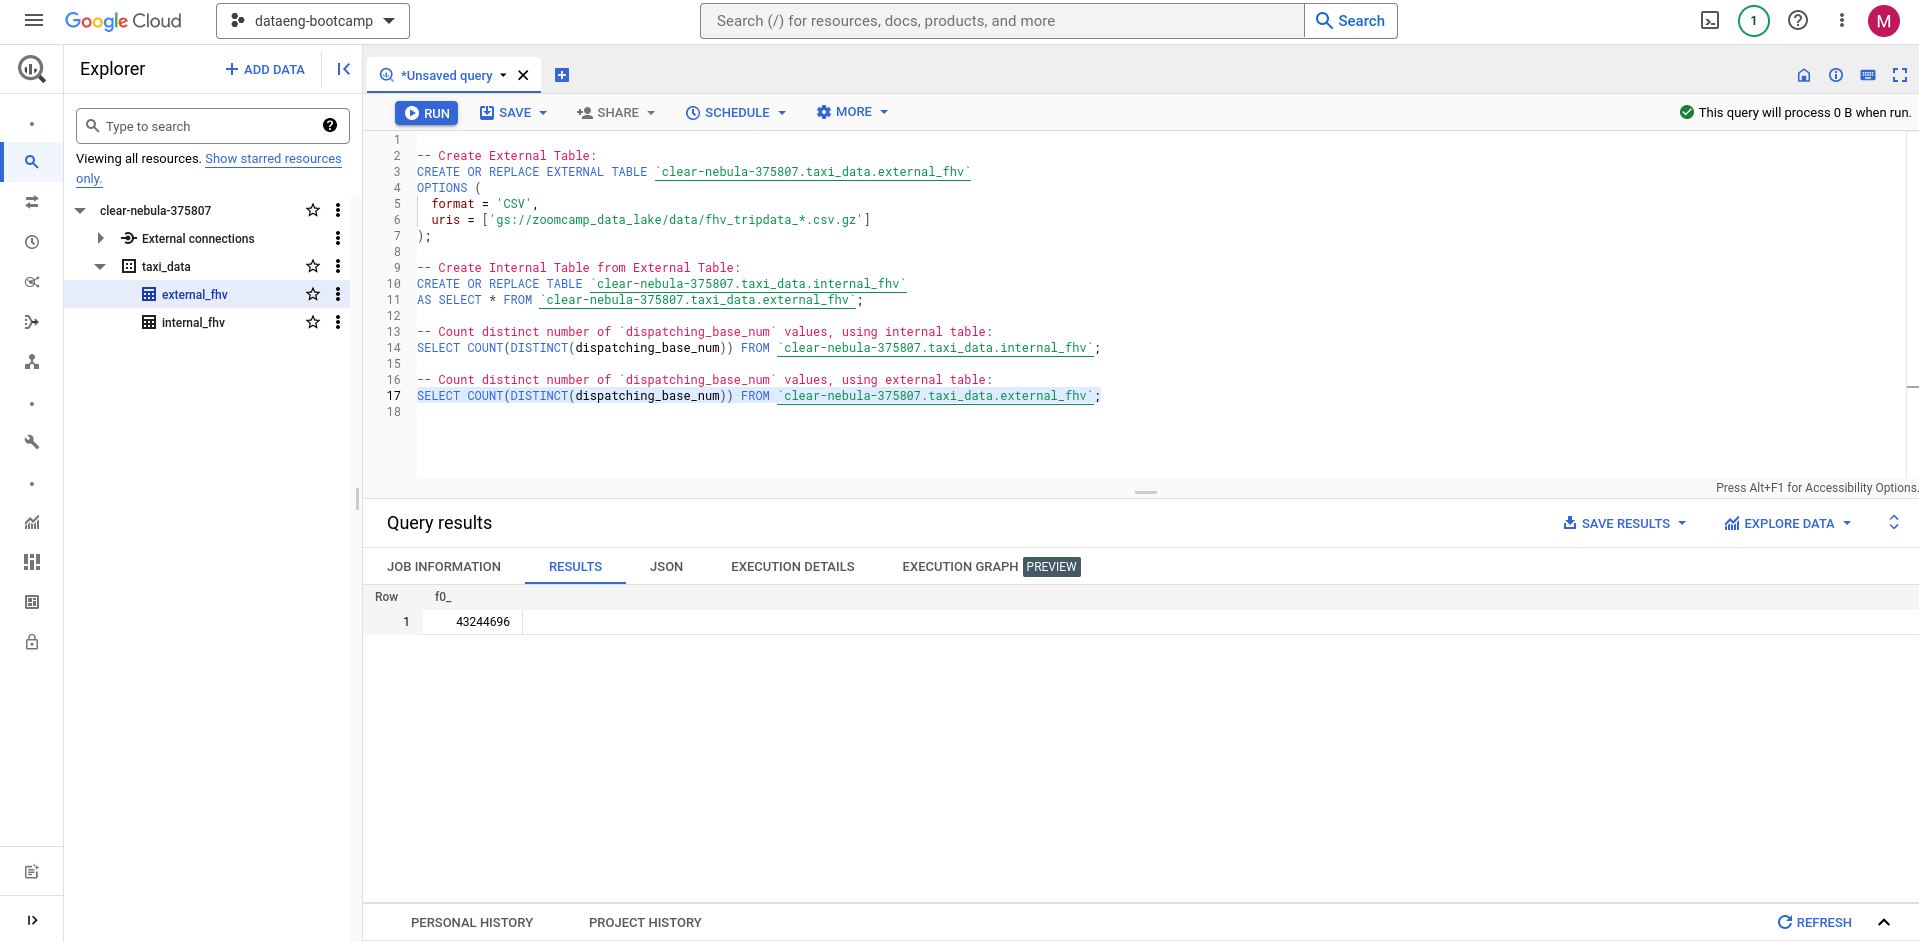 Google Cloud
dataeng-bootcamp
Search (/) for resources, docs, products, and more
Search
1
M
Explorer
ADD DATA
*Unsaved query
RUN
SAVE
SHARE
SCHEDULE
MORE
This query will process 0 B when run.
Type to search
Viewing all resources. Show starred resources
only.
clear-nebula-375807
External connections
taxi_data
external_fhv
internal_fhv
1
2 -- Create External Table:
3 CREATE OR REPLACE EXTERNAL TABLE `clear-nebula-375807.taxi_data.external_fhv`
4 OPTIONS (
5 format = 'CSV',
6 uris = ['gs://zoomcamp_data_lake/data/fhv_tripdata_*.csv.gz']
7 );
8
9 -- Create Internal Table from External Table:
10 CREATE OR REPLACE TABLE `clear-nebula-375807.taxi_data.internal_fhv`
11 AS SELECT * FROM `clear-nebula-375807.taxi_data.external_fhv`;
12
13 -- Count distinct number of `dispatching_base_num` values, using internal table:
14 SELECT COUNT(DISTINCT(dispatching_base_num)) FROM `clear-nebula-375807.taxi_data.internal_fhv`;
15
16 -- Count distinct number of `dispatching_base_num` values, using external table:
17 SELECT COUNT(DISTINCT(dispatching_base_num)) FROM `clear-nebula-375807.taxi_data.external_fhv`;
18
Press Alt+F1 for Accessibility Options.
Query results
SAVE RESULTS
EXPLORE DATA
JOB INFORMATION
RESULTS
JSON
EXECUTION DETAILS
EXECUTION GRAPH PREVIEW
Row f0_
1 43244696
PERSONAL HISTORY
PROJECT HISTORY
REFRESH